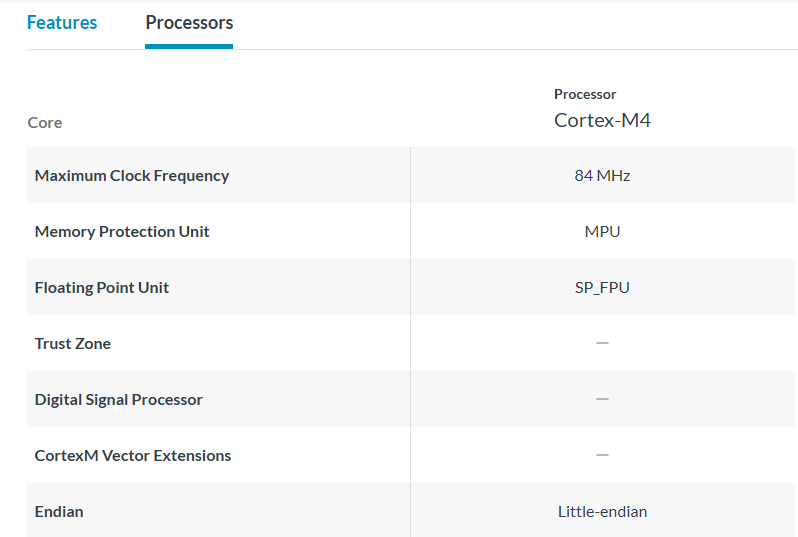 Features Processors
Processor
Core Cortex-M4
Maximum Clock Frequency 84 MHz
Memory Protection Unit MPU
Floating Point Unit SP_FPU
Trust Zone —
Digital Signal Processor —
CortexM Vector Extensions —
Endian Little-endian